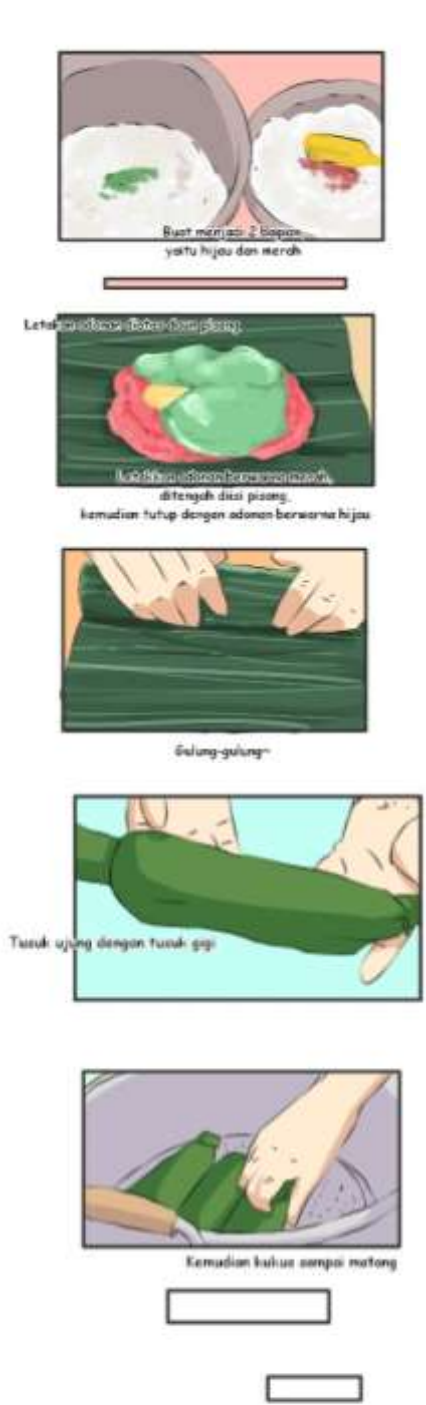 Buat menjadi 2 bagian
yaitu hijau dan merah
Letakan adonan diatas daun pisang
Letakkan adonan berwarna merah,
ditengah diisi pisang,
kemudian tutup dengan adonan berwarna hijau
Gulung-gulung~
Tusuk ujung dengan tusuk gigi
Kemudian kukus sampai matang